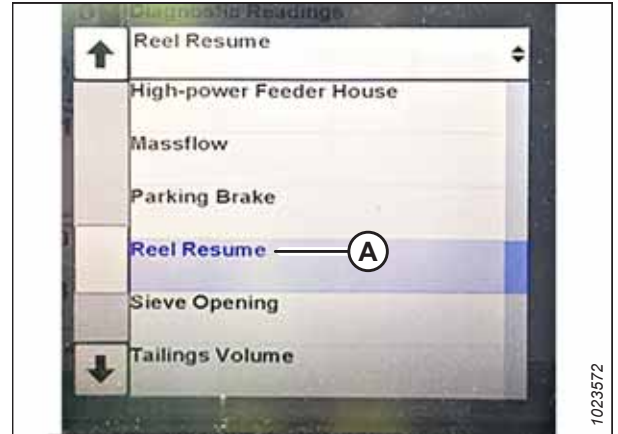 Diagnostic Readings
Reel Resume
High-power Feeder House
Massflow
Parking Brake
Reel Resume
A
Sieve Opening
Tailings Volume
1023572